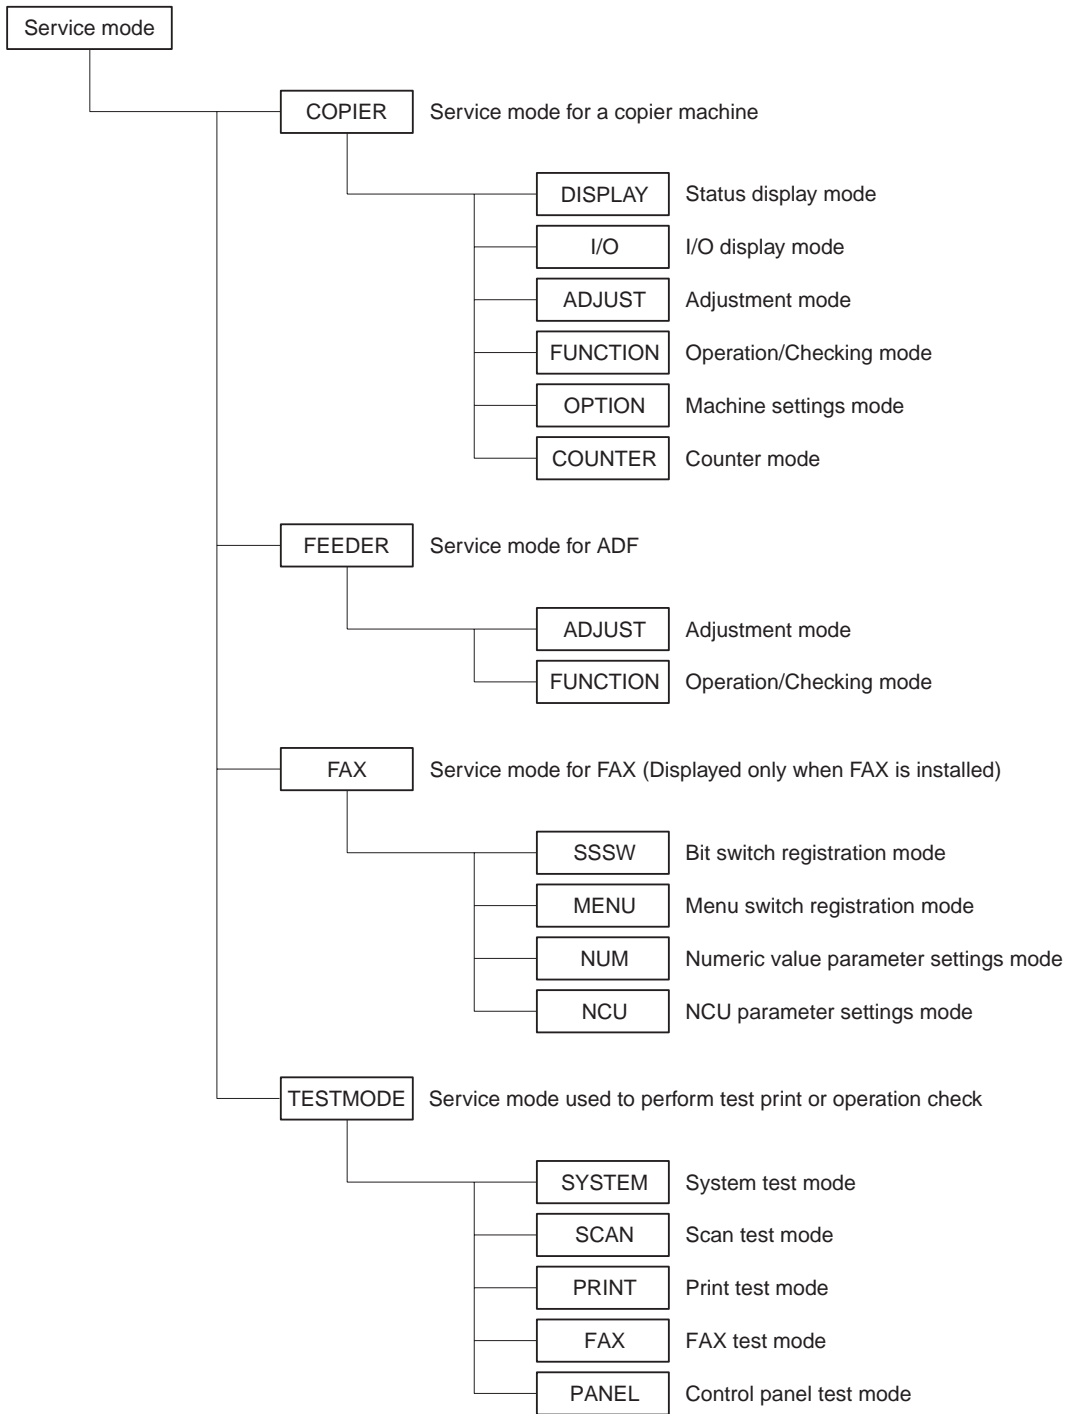 Service mode
COPIER Service mode for a copier machine
DISPLAY Status display mode
I/O I/O display mode
ADJUST Adjustment mode
FUNCTION Operation/Checking mode
OPTION Machine settings mode
COUNTER Counter mode
FEEDER Service mode for ADF
ADJUST Adjustment mode
FUNCTION Operation/Checking mode
FAX Service mode for FAX (Displayed only when FAX is installed)
SSSW Bit switch registration mode
MENU Menu switch registration mode
NUM Numeric value parameter settings mode
NCU NCU parameter settings mode
TESTMODE Service mode used to perform test print or operation check
SYSTEM System test mode
SCAN Scan test mode
PRINT Print test mode
FAX FAX test mode
PANEL Control panel test mode